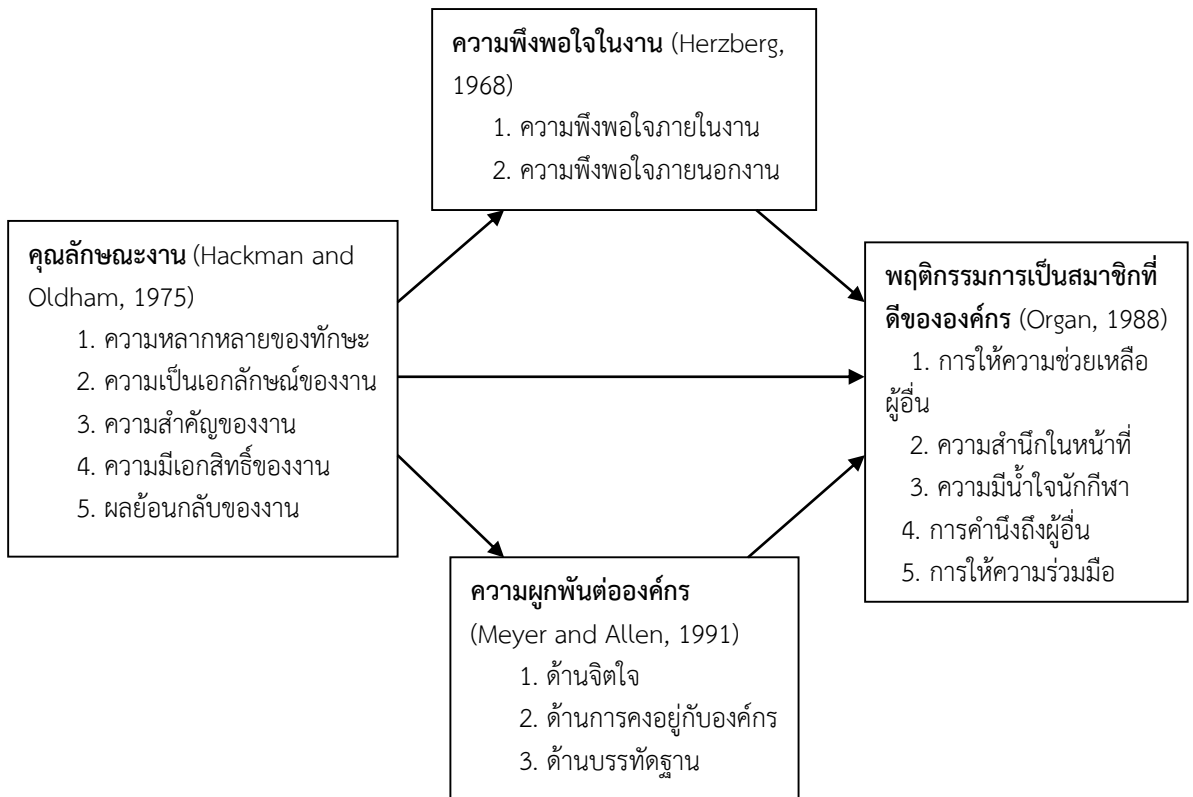 ความพึงพอใจในงาน (Herzberg,
1968)
1. ความพึงพอใจภายในงาน
2. ความพึงพอใจภายนอกงาน
คุณลักษณะงาน (Hackman and
Oldham, 1975)
1. ความหลากหลายของทักษะ
2. ความเป็นเอกลักษณ์ของงาน
3. ความสำคัญของงาน
4. ความมีเอกสิทธิ์ของงาน
5. ผลย้อนกลับของงาน
พฤติกรรมการเป็นสมาชิกที่
ดีขององค์กร (Organ, 1988)
1. การให้ความช่วยเหลือ
ผู้อื่น
2. ความสำนึกในหน้าที่
3. ความมีน้ำใจนักกีฬา
4. การคำนึงถึงผู้อื่น
5. การให้ความร่วมมือ
ความผูกพันต่อองค์กร
(Meyer and Allen, 1991)
1. ด้านจิตใจ
2. ด้านการคงอยู่กับองค์กร
3. ด้านบรรทัดฐาน